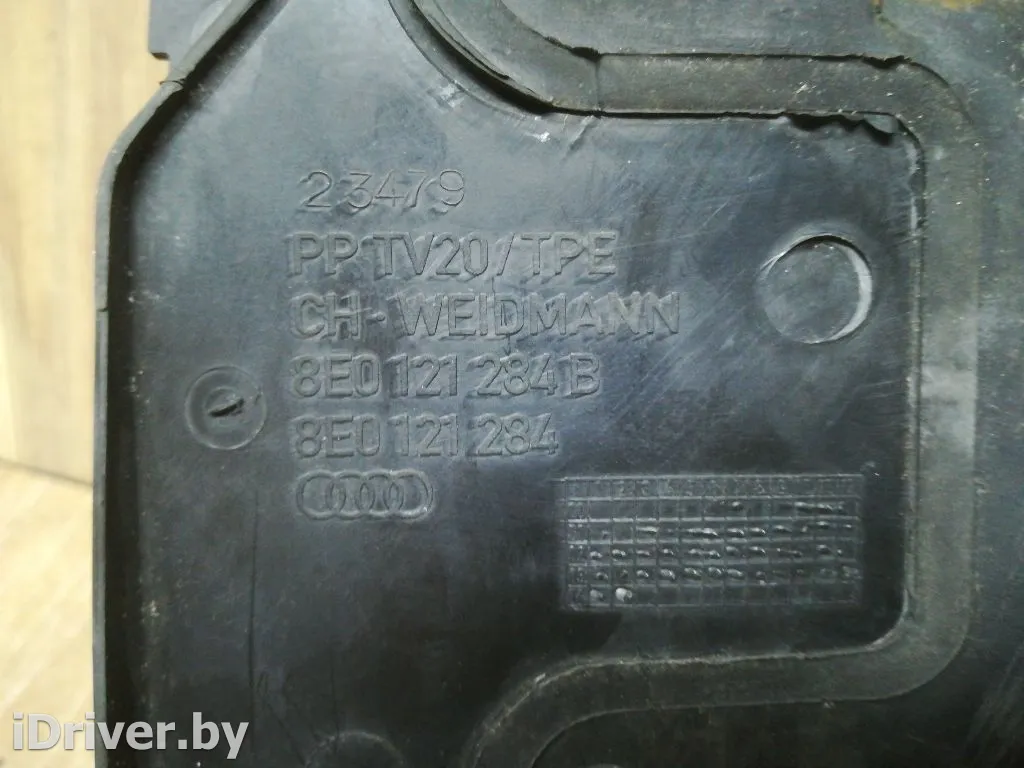 23479
PP TV20/TPE
CH-WEIDMANN
8E0 121 284 B
8E0 121 284
iDriver.by